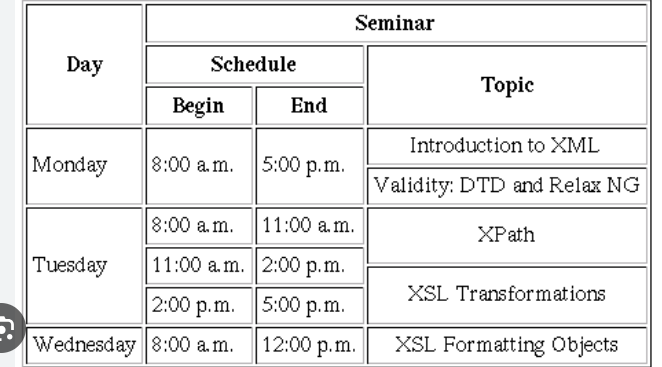 Seminar
Day
Schedule
Topic
Begin End
Introduction to XML
Monday 8:00 a.m. 5:00 p.m.
Validity: DTD and Relax NG
8:00 a.m. 11:00 a.m.
XPath
Tuesday 11:00 a.m. 2:00 p.m.
XSL Transformations
2:00 p.m. 5:00 p.m.
Wednesday 8:00 a.m. 12:00 p.m. XSL Formatting Objects